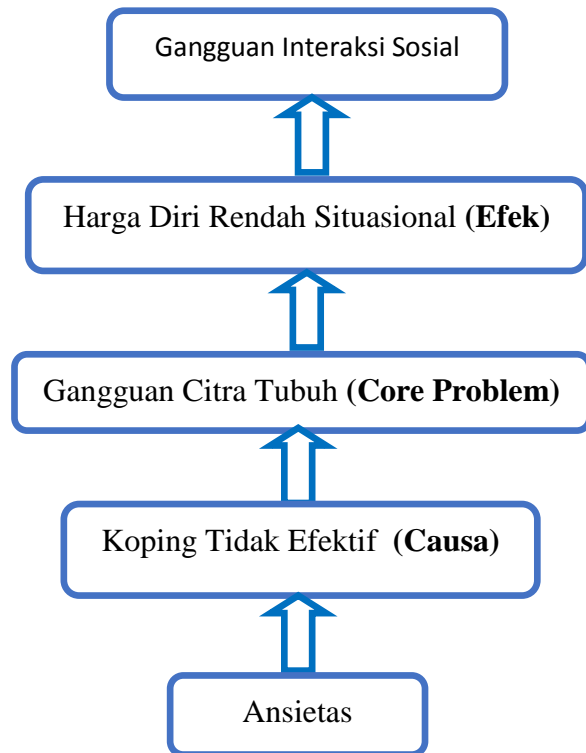 Gangguan Interaksi Sosial
Harga Diri Rendah Situasional (Efek)
Gangguan Citra Tubuh (Core Problem)
Koping Tidak Efektif (Causa)
Ansietas